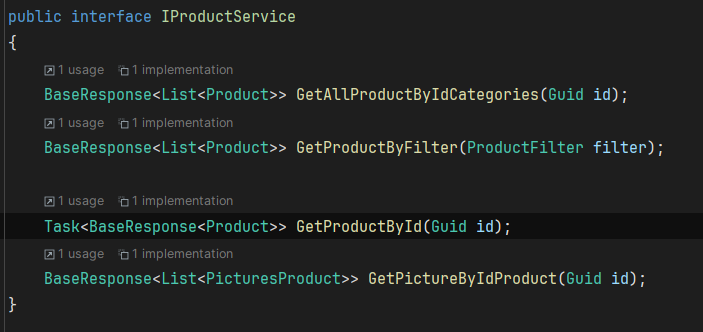 public interface IProductService
{
1 usage 1 implementation
BaseResponse<List<Product>> GetAllProductByIdCategories(Guid id);
1 usage 1 implementation
BaseResponse<List<Product>> GetProductByFilter(ProductFilter filter);
1 usage 1 implementation
Task<BaseResponse<Product>> GetProductById(Guid id);
1 usage 1 implementation
BaseResponse<List<PicturesProduct>> GetPictureByIdProduct(Guid id);
}